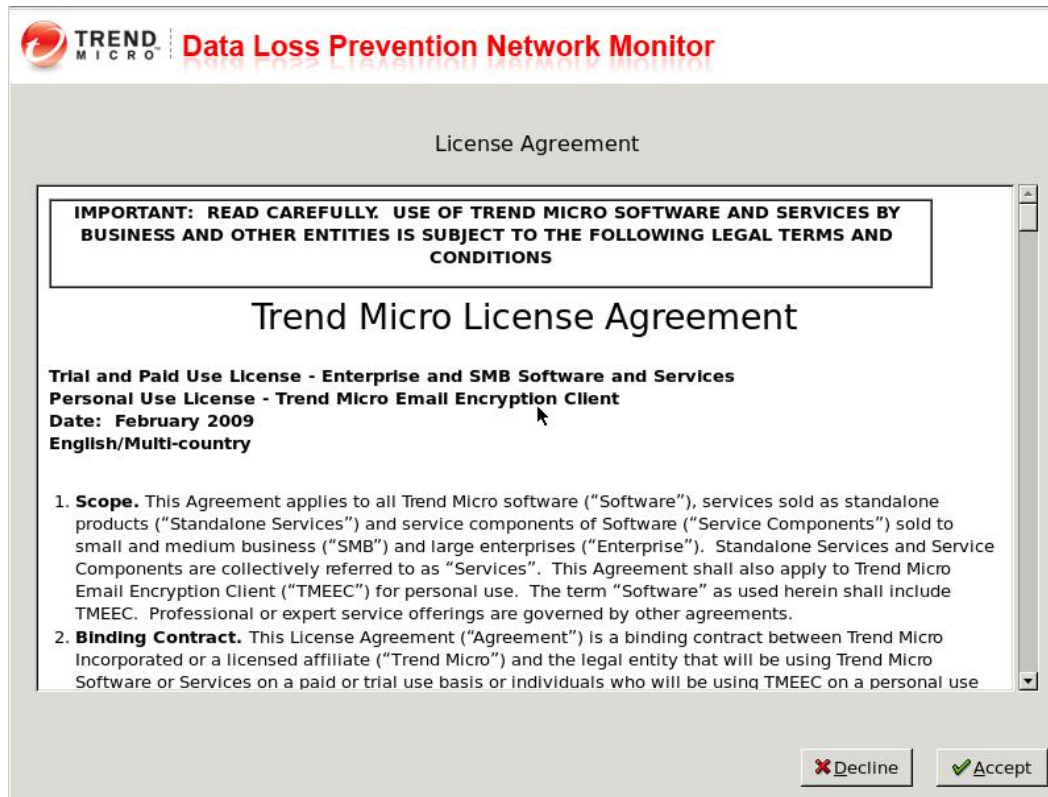 TREND MICRO™ Data Loss Prevention Network Monitor
License Agreement
IMPORTANT: READ CAREFULLY. USE OF TREND MICRO SOFTWARE AND SERVICES BY
BUSINESS AND OTHER ENTITIES IS SUBJECT TO THE FOLLOWING LEGAL TERMS AND
CONDITIONS
Trend Micro License Agreement
Trial and Paid Use License - Enterprise and SMB Software and Services
Personal Use License - Trend Micro Email Encryption Client
Date: February 2009
English/Multi-country
1. Scope. This Agreement applies to all Trend Micro software (“Software”), services sold as standalone
products (“Standalone Services”) and service components of Software (“Service Components”) sold to
small and medium business (“SMB”) and large enterprises (“Enterprise”). Standalone Services and Service
Components are collectively referred to as “Services”. This Agreement shall also apply to Trend Micro
Email Encryption Client (“TMEEC”) for personal use. The term “Software” as used herein shall include
TMEEC. Professional or expert service offerings are governed by other agreements.
2. Binding Contract. This License Agreement (“Agreement”) is a binding contract between Trend Micro
Incorporated or a licensed affiliate (“Trend Micro”) and the legal entity that will be using Trend Micro
Software or Services on a paid or trial use basis or individuals who will be using TMEEC on a personal use
Decline
Accept